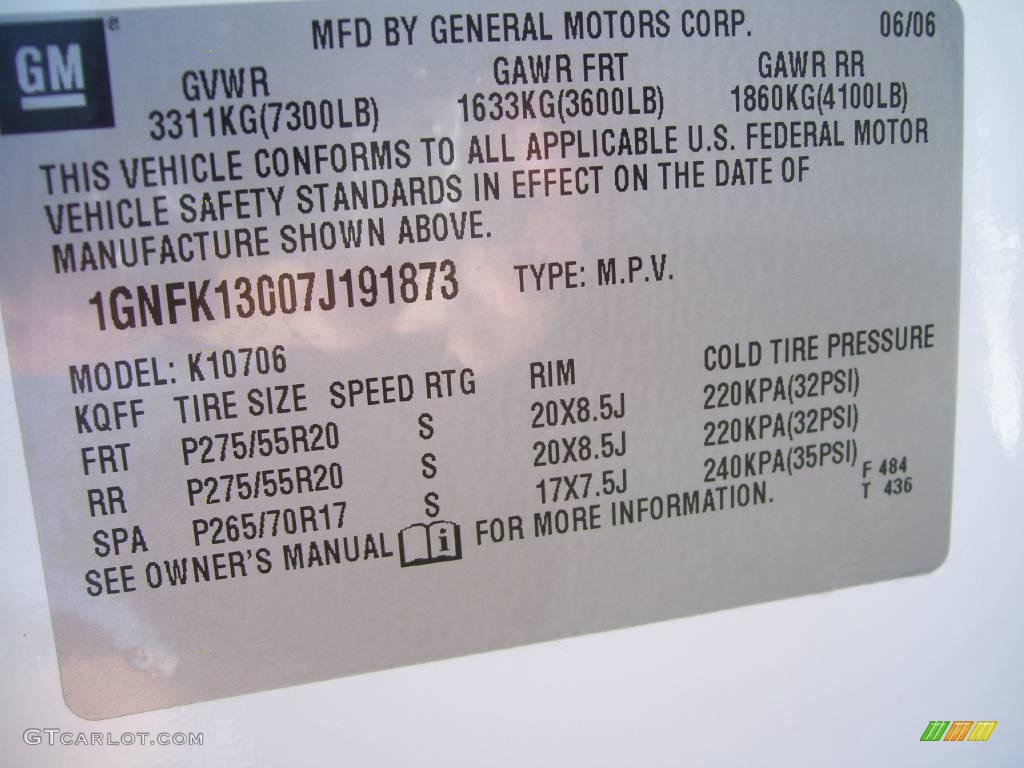 GM ®
MFD BY GENERAL MOTORS CORP. 06/06
GVWR GAWR FRT GAWR RR
3311KG(7300LB) 1633KG(3600LB) 1860KG(4100LB)
THIS VEHICLE CONFORMS TO ALL APPLICABLE U.S. FEDERAL MOTOR
VEHICLE SAFETY STANDARDS IN EFFECT ON THE DATE OF
MANUFACTURE SHOWN ABOVE.
1GNFK13007J191873 TYPE: M.P.V.
MODEL: K10706
KQFF TIRE SIZE SPEED RTG RIM COLD TIRE PRESSURE
FRT P275/55R20 S 20X8.5J 220KPA(32PSI)
RR P275/55R20 S 20X8.5J 220KPA(32PSI)
SPA P265/70R17 S 17X7.5J 240KPA(35PSI) F 484
T 436
SEE OWNER'S MANUAL i FOR MORE INFORMATION.
GTCARLOT.COM